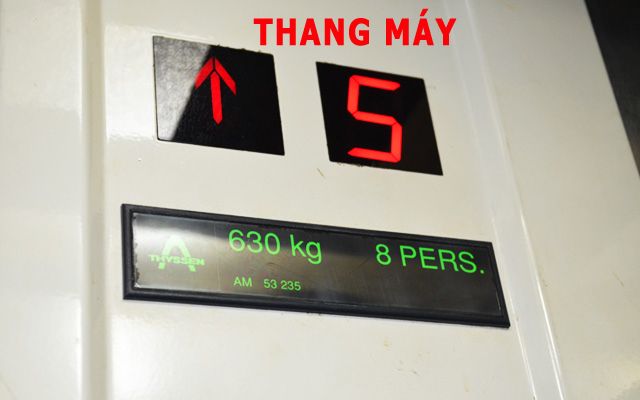 THANG MÁY
5
630 kg 8 PERS.
THYSSEN
AM 53 235